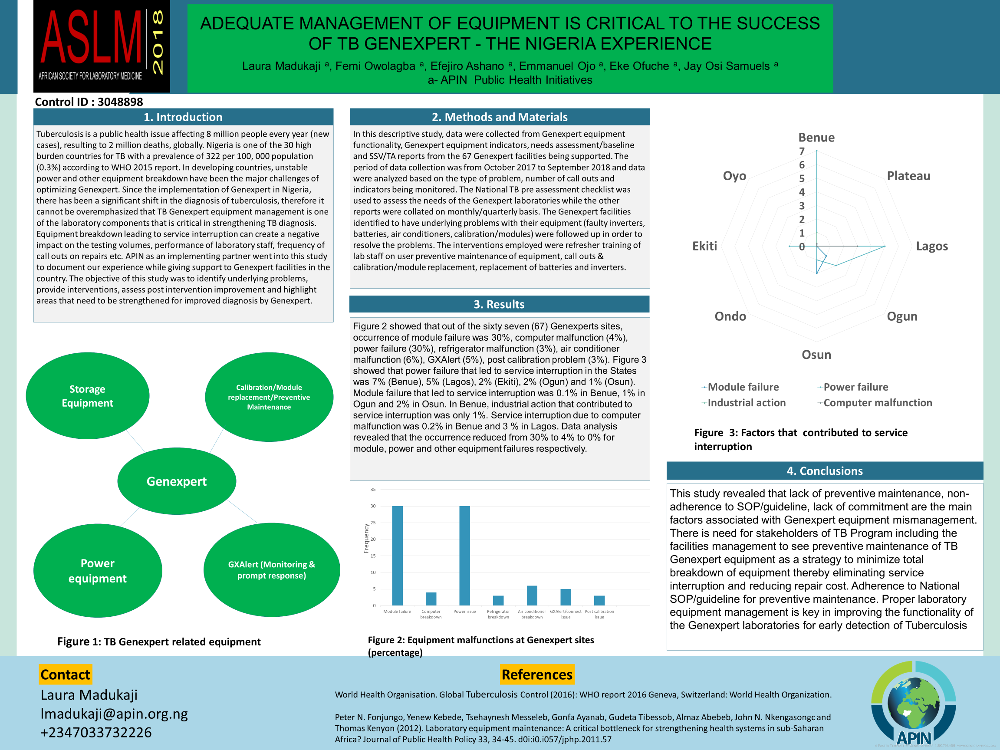 ASLM
2018
AFRICAN SOCIETY FOR LABORATORY MEDICINE
ADEQUATE MANAGEMENT OF EQUIPMENT IS CRITICAL TO THE SUCCESS
OF TB GENEXPERT - THE NIGERIA EXPERIENCE
Laura Madukaji ª, Femi Owolagba ª, Efejiro Ashano ª, Emmanuel Ojo ª, Eke Ofuche ª, Jay Osi Samuels ª
a- APIN Public Health Initiatives
Control ID : 3048898
1. Introduction
Tuberculosis is a public health issue affecting 8 million people every year (new
cases), resulting to 2 million deaths, globally. Nigeria is one of the 30 high
burden countries for TB with a prevalence of 322 per 100, 000 population
(0.3%) according to WHO 2015 report. In developing countries, unstable
power and other equipment breakdown have been the major challenges of
optimizing Genexpert. Since the implementation of Genexpert in Nigeria,
there has been a significant shift in the diagnosis of tuberculosis, therefore it
cannot be overemphasized that TB Genexpert equipment management is one
of the laboratory components that is critical in strengthening TB diagnosis.
Equipment breakdown leading to service interruption can create a negative
impact on the testing volumes, performance of laboratory staff, frequency of
call outs on repairs etc. APIN as an implementing partner went into this study
to document our experience while giving support to Genexpert facilities in the
country. The objective of this study was to identify underlying problems,
provide interventions, assess post intervention improvement and highlight
areas that need to be strengthened for improved diagnosis by Genexpert.
Storage
Equipment
Calibration/Module
replacement/Preventive
Maintenance
Genexpert
Power
equipment
GXAlert (Monitoring &
prompt response)
Figure 1: TB Genexpert related equipment
2. Methods and Materials
In this descriptive study, data were collected from Genexpert equipment
functionality, Genexpert equipment indicators, needs assessment/baseline
and SSV/TA reports from the 67 Genexpert facilities being supported. The
period of data collection was from October 2017 to September 2018 and data
were analyzed based on the type of problem, number of call outs and
indicators being monitored. The National TB pre assessment checklist was
used to assess the needs of the Genexpert laboratories while the other
reports were collated on monthly/quarterly basis. The Genexpert facilities
identified to have underlying problems with their equipment (faulty inverters,
batteries, air conditioners, calibration/modules) were followed up in order to
resolve the problems. The interventions employed were refresher training of
lab staff on user preventive maintenance of equipment, call outs &
calibration/module replacement, replacement of batteries and inverters.
3. Results
Figure 2 showed that out of the sixty seven (67) Genexperts sites,
occurrence of module failure was 30%, computer malfunction (4%),
power failure (30%), refrigerator malfunction (3%), air conditioner
malfunction (6%), GXAlert (5%), post calibration problem (3%). Figure 3
showed that power failure that led to service interruption in the States
was 7% (Benue), 5% (Lagos), 2% (Ekiti), 2% (Ogun) and 1% (Osun).
Module failure that led to service interruption was 0.1% in Benue, 1% in
Ogun and 2% in Osun. In Benue, industrial action that contributed to
service interruption was only 1%. Service interruption due to computer
malfunction was 0.2% in Benue and 3 % in Lagos. Data analysis
revealed that the occurrence reduced from 30% to 4% to 0% for
module, power and other equipment failures respectively.
35
30
25
20
15
10
5
0
Frequency
Module failure
Computer
breakdown
Power issue
Refrigerator
breakdown
Air conditioner
breakdown
GXAlert/connect
issue
Post calibration
issue
Figure 2: Equipment malfunctions at Genexpert sites
(percentage)
Benue
Plateau
Lagos
Ogun
Osun
Ondo
Ekiti
Oyo
7
6
5
4
3
2
1
0
Module failure
Power failure
Industrial action
Computer malfunction
Figure 3: Factors that contributed to service
interruption
4. Conclusions
This study revealed that lack of preventive maintenance, non-
adherence to SOP/guideline, lack of commitment are the main
factors associated with Genexpert equipment mismanagement.
There is need for stakeholders of TB Program including the
facilities management to see preventive maintenance of TB
Genexpert equipment as a strategy to minimize total
breakdown of equipment thereby eliminating service
interruption and reducing repair cost. Adherence to National
SOP/guideline for preventive maintenance. Proper laboratory
equipment management is key in improving the functionality of
the Genexpert laboratories for early detection of Tuberculosis
Contact
Laura Madukaji
lmadukaji@apin.org.ng
+2347033732226
References
World Health Organisation. Global Tuberculosis Control (2016): WHO report 2016 Geneva, Switzerland: World Health Organization.
Peter N. Fonjungo, Yenew Kebede, Tsehaynesh Messeleb, Gonfa Ayanab, Gudeta Tibessob, Almaz Abebeb, John N. Nkengasongc and
Thomas Kenyon (2012). Laboratory equipment maintenance: A critical bottleneck for strengthening health systems in sub-Saharan
Africa? Journal of Public Health Policy 33, 34-45. d0i:i0.i057/jphp.2011.57
APIN